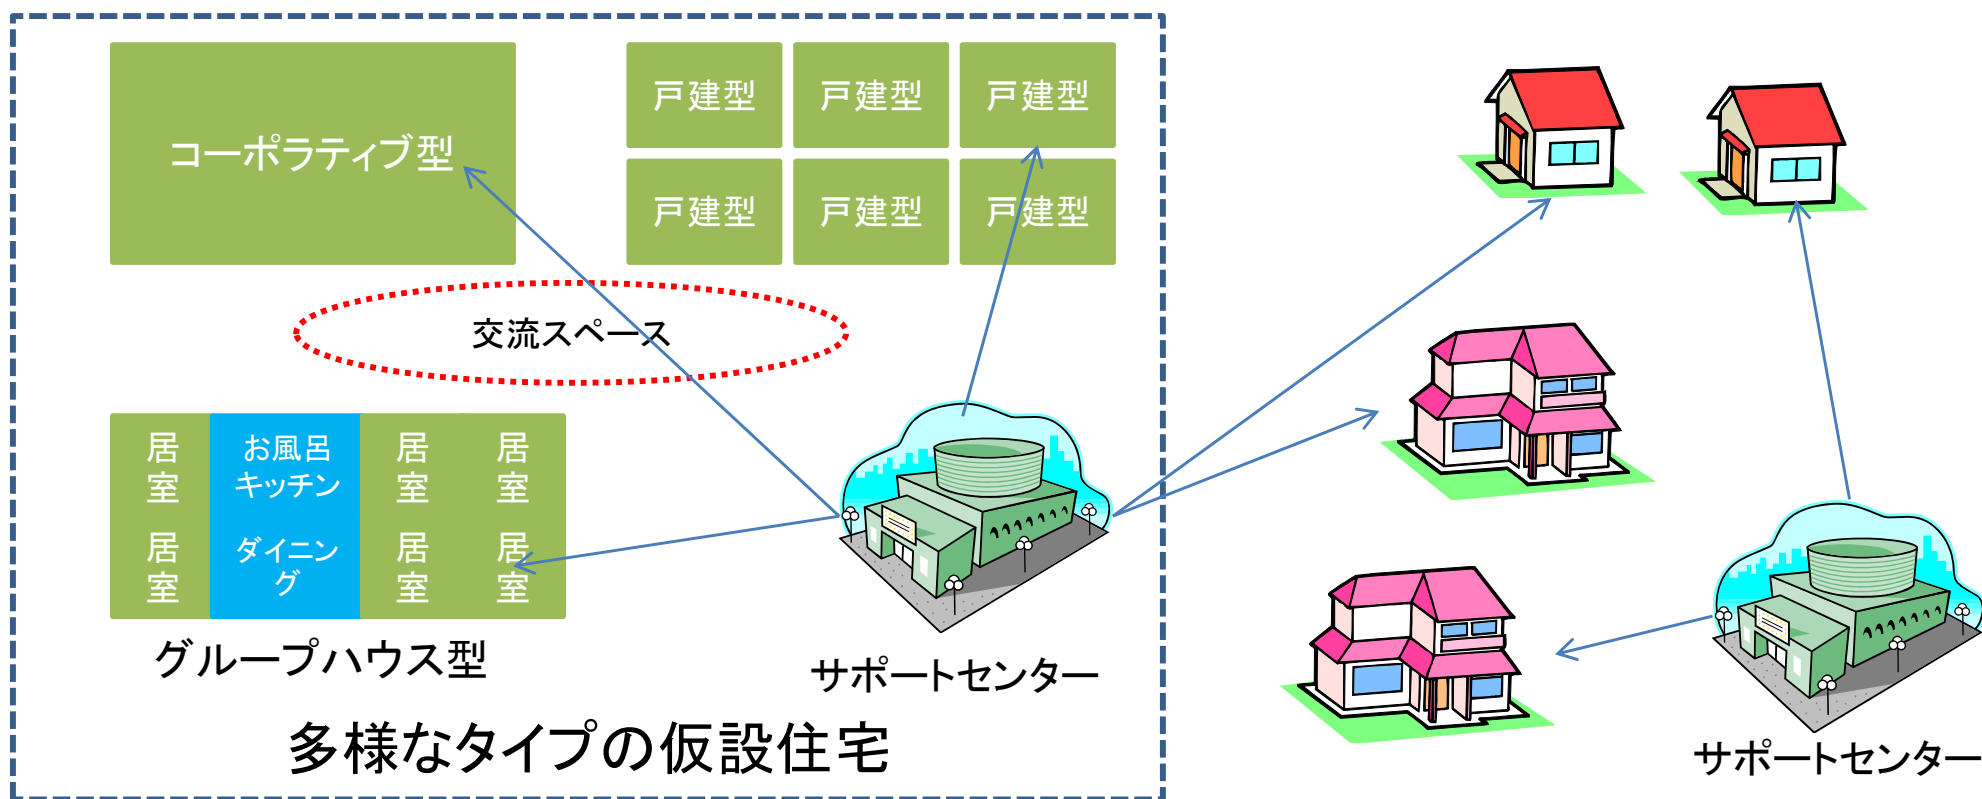 コーポラティブ型
戸建型 戸建型 戸建型
戸建型 戸建型 戸建型
交流スペース
居室
お風呂
キッチン
居室
居室
居室
ダイニン
グ
居室
居室
グループハウス型
サポートセンター
多様なタイプの仮設住宅
サポートセンター